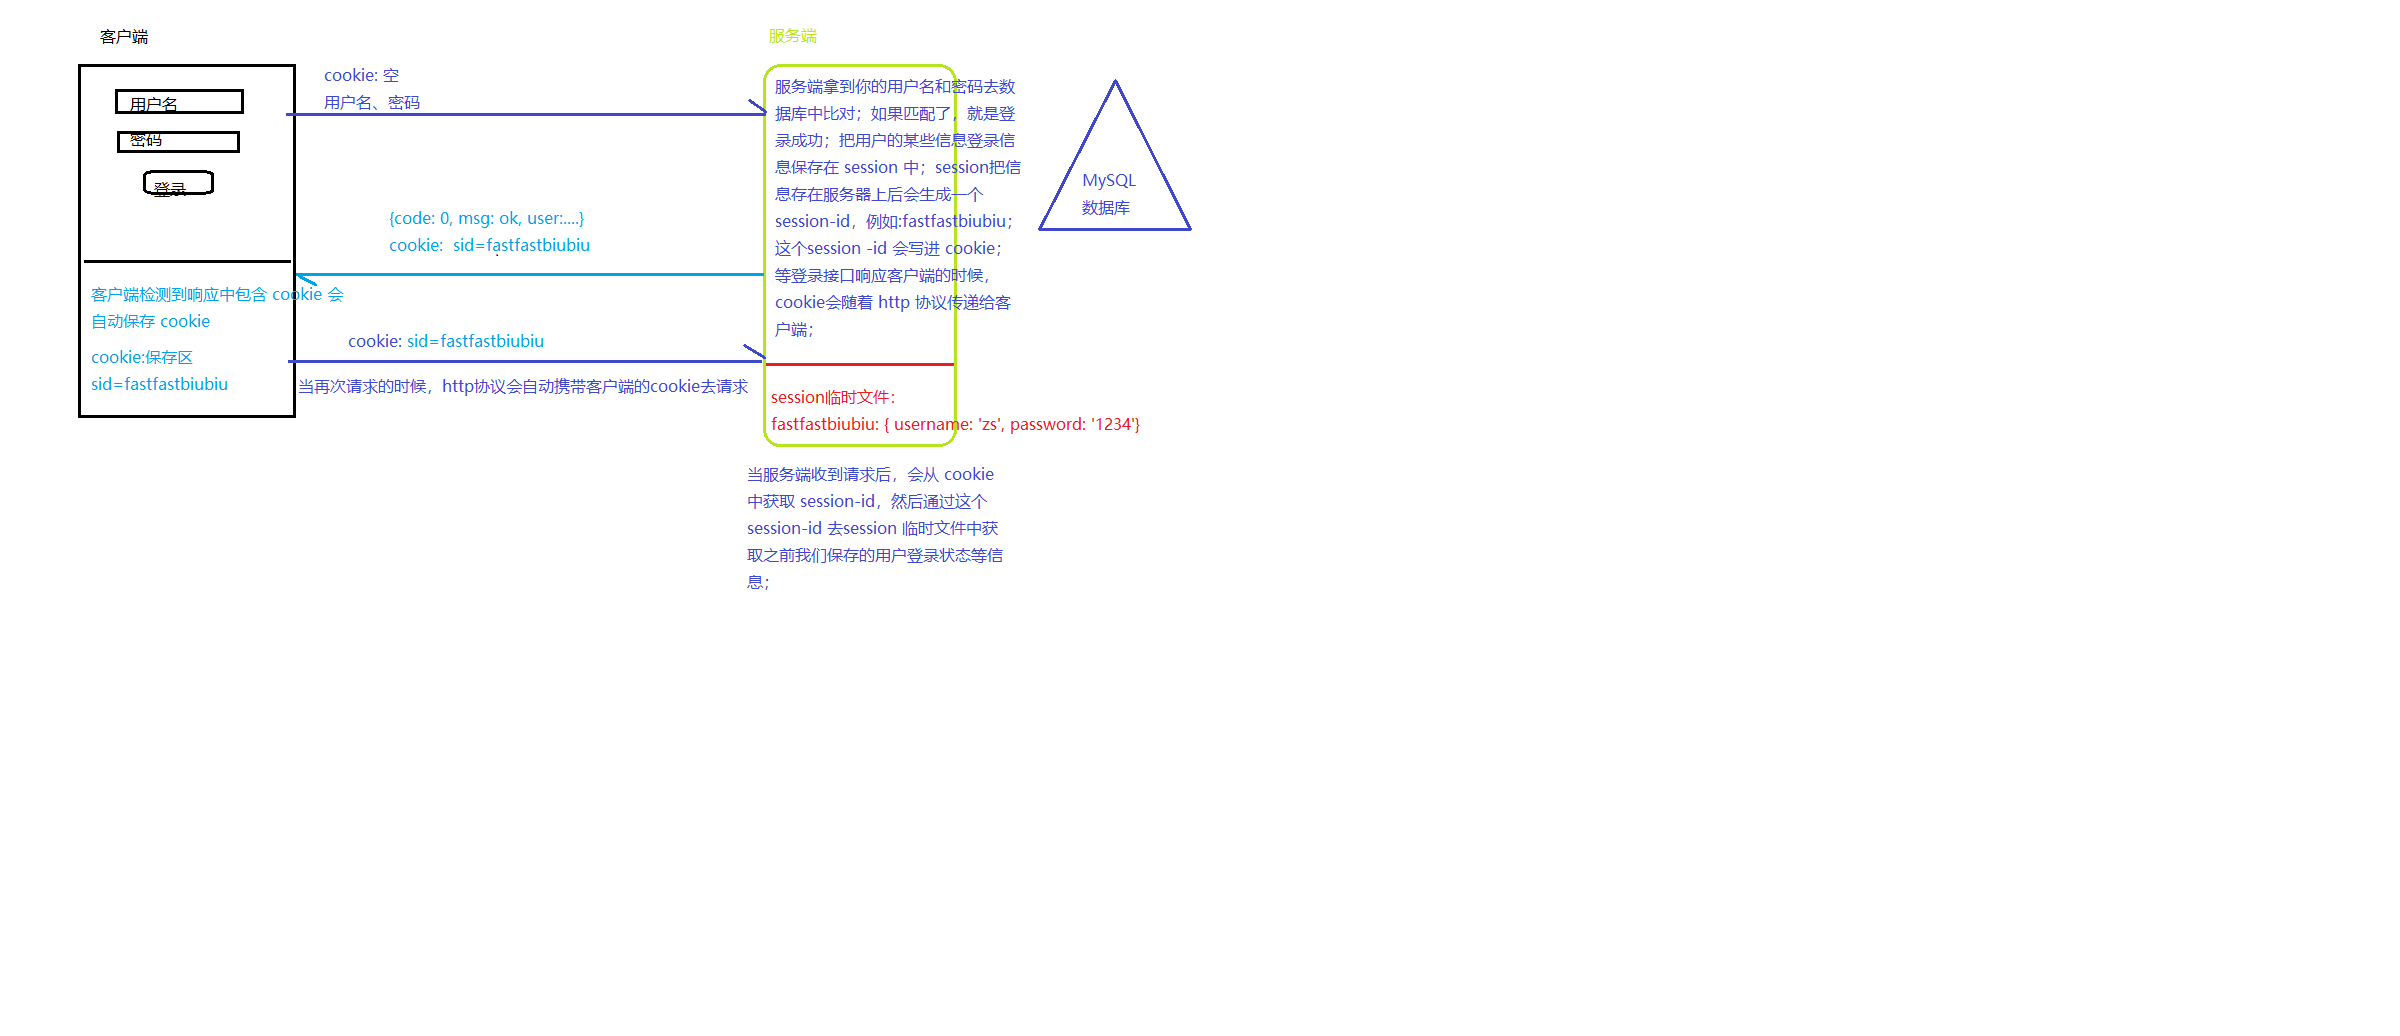 客户端
用户名
密码
登录
客户端检测到响应中包含 cookie 会
自动保存 cookie
cookie:保存区
sid=fastfastbiubiu
cookie: 空
用户名、密码
{code: 0, msg: ok, user:....}
cookie:  sid=fastfastbiubiu
cookie: sid=fastfastbiubiu
当再次请求的时候，http协议会自动携带客户端的cookie去请求
服务端
服务端拿到你的用户名和密码去数
据库中比对；如果匹配了，就是登
录成功；把用户的某些信息登录信
息保存在 session 中；session把信
息存在服务器上后会生成一个
session-id，例如:fastfastbiubiu；
这个session -id 会写进 cookie；
等登录接口响应客户端的时候，
cookie会随着 http 协议传递给客
户端；
session临时文件：
fastfastbiubiu: { username: 'zs', password: '1234'}
当服务端收到请求后，会从 cookie
中获取 session-id，然后通过这个
session-id 去session 临时文件中获
取之前我们保存的用户登录状态等信
息；
MySQL
数据库